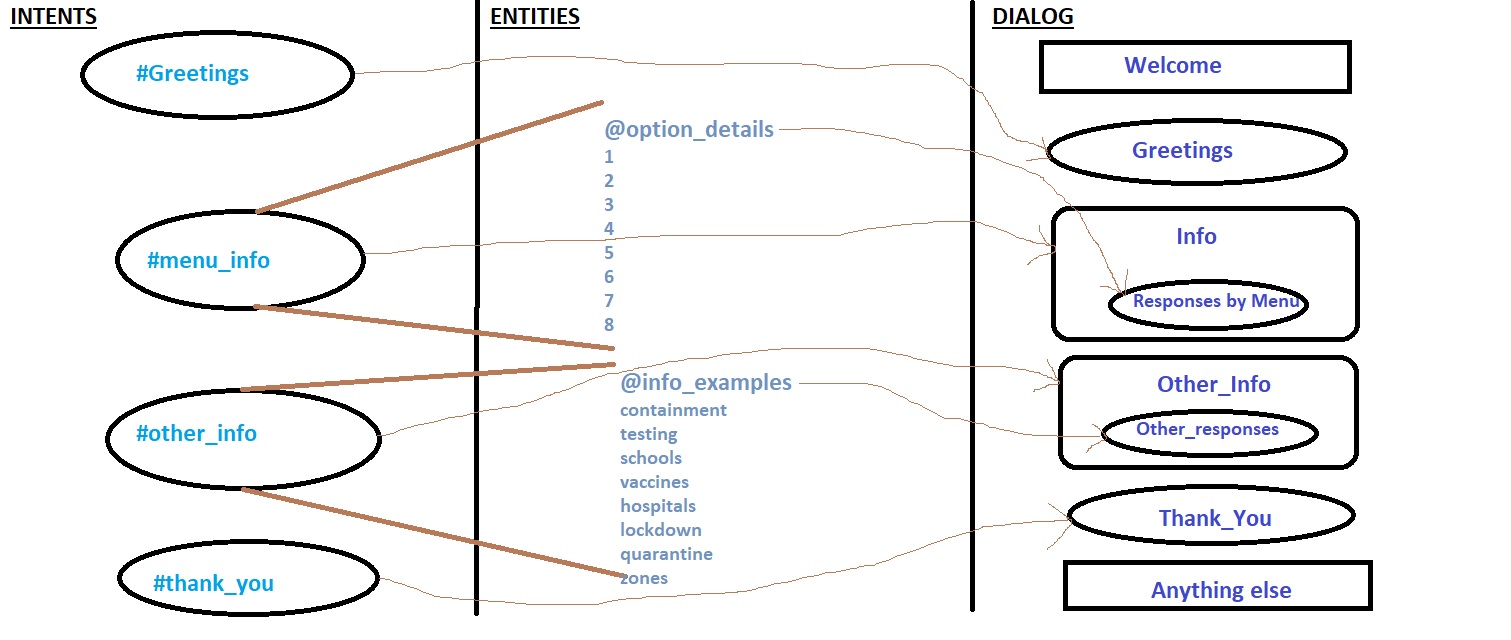 INTENTS
#Greetings
#menu_info
#other_info
#thank_you
ENTITIES
@option_details
1
2
3
4
5
6
7
8
@info_examples
containment
testing
schools
vaccines
hospitals
lockdown
quarantine
zones
DIALOG
Welcome
Greetings
Info
Responses by Menu
Other_Info
Other_responses
Thank_You
Anything else